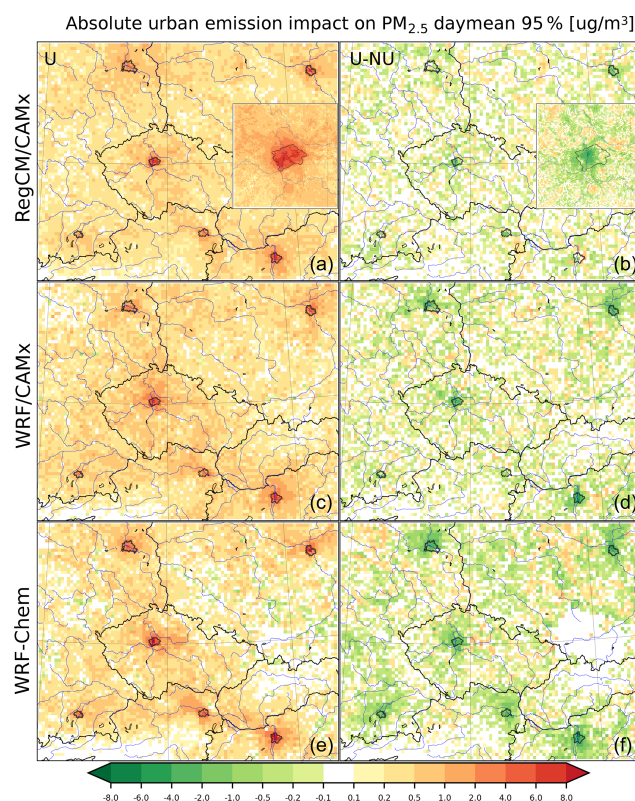 Absolute urban emission impact on PM2.5 daymean 95 % [ug/m³]
U U-NU
RegCM/CAMx
(a) (b)
WRF/CAMx
(c) (d)
WRF-Chem
(e) (f)
-8.0 -6.0 -4.0 -2.0 -1.0 -0.5 -0.2 -0.1 0.1 0.2 0.5 1.0 2.0 4.0 6.0 8.0